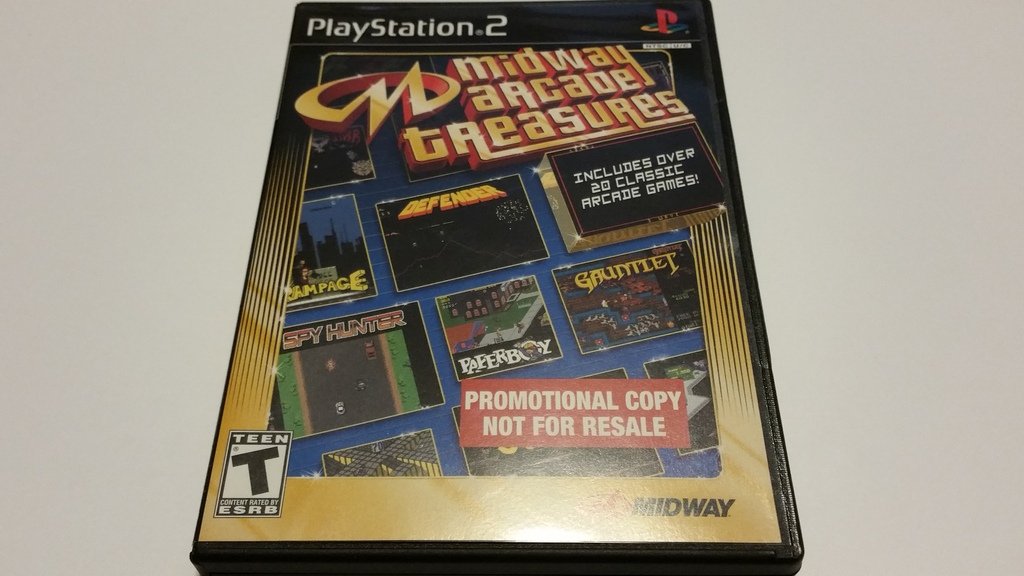 PlayStation®2
NTSC U/C
midway
arcade
treasures
INCLUDES OVER
20 CLASSIC
ARCADE GAMES!
DEFENDER
RAMPAGE
GAUNTLET
SPY HUNTER
PAPERBOY
PROMOTIONAL COPY
NOT FOR RESALE
TEEN
T
CONTENT RATED BY
ESRB
MIDWAY